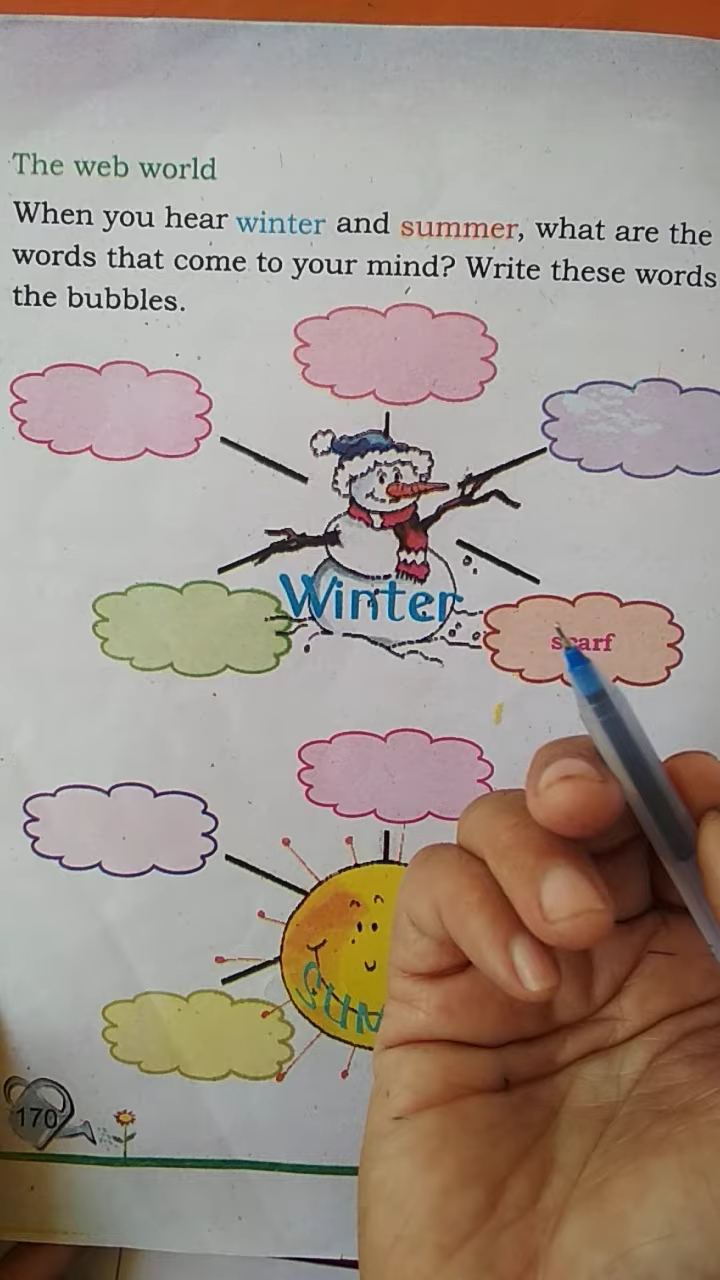 The web world
When you hear winter and summer, what are the
words that come to your mind? Write these words
the bubbles.
Winter
scarf
SUN
170